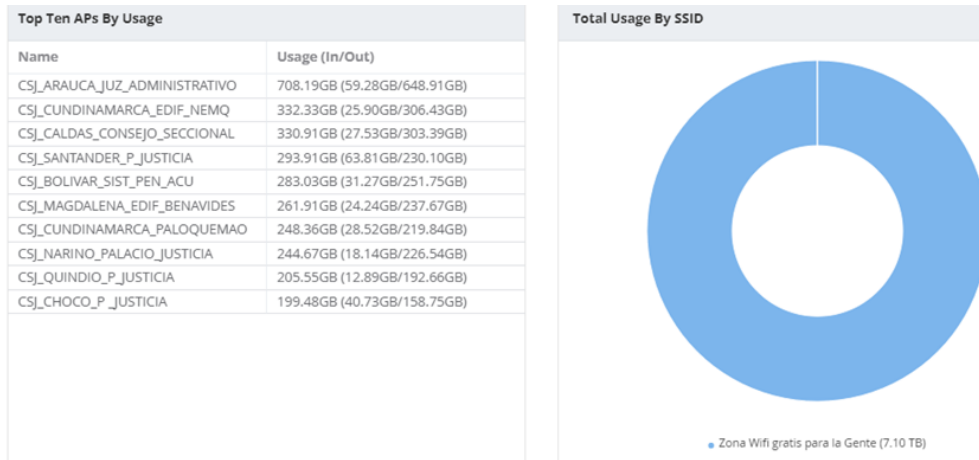 Top Ten APs By Usage
Name Usage (In/Out)
CSJ_ARAUCA_JUZ_ADMINISTRATIVO 708.19GB (59.28GB/648.91GB)
CSJ_CUNDINAMARCA_EDIF_NEMQ 332.33GB (25.90GB/306.43GB)
CSJ_CALDAS_CONSEJO_SECCIONAL 330.91GB (27.53GB/303.39GB)
CSJ_SANTANDER_P_JUSTICIA 293.91GB (63.81GB/230.10GB)
CSJ_BOLIVAR_SIST_PEN_ACU 283.03GB (31.27GB/251.75GB)
CSJ_MAGDALENA_EDIF_BENAVIDES 261.91GB (24.24GB/237.67GB)
CSJ_CUNDINAMARCA_PALOQUEMAO 248.36GB (28.52GB/219.84GB)
CSJ_NARINO_PALACIO_JUSTICIA 244.67GB (18.14GB/226.54GB)
CSJ_QUINDIO_P_JUSTICIA 205.55GB (12.89GB/192.66GB)
CSJ_CHOCO_P _JUSTICIA 199.48GB (40.73GB/158.75GB)
Total Usage By SSID
Zona Wifi gratis para la Gente (7.10 TB)